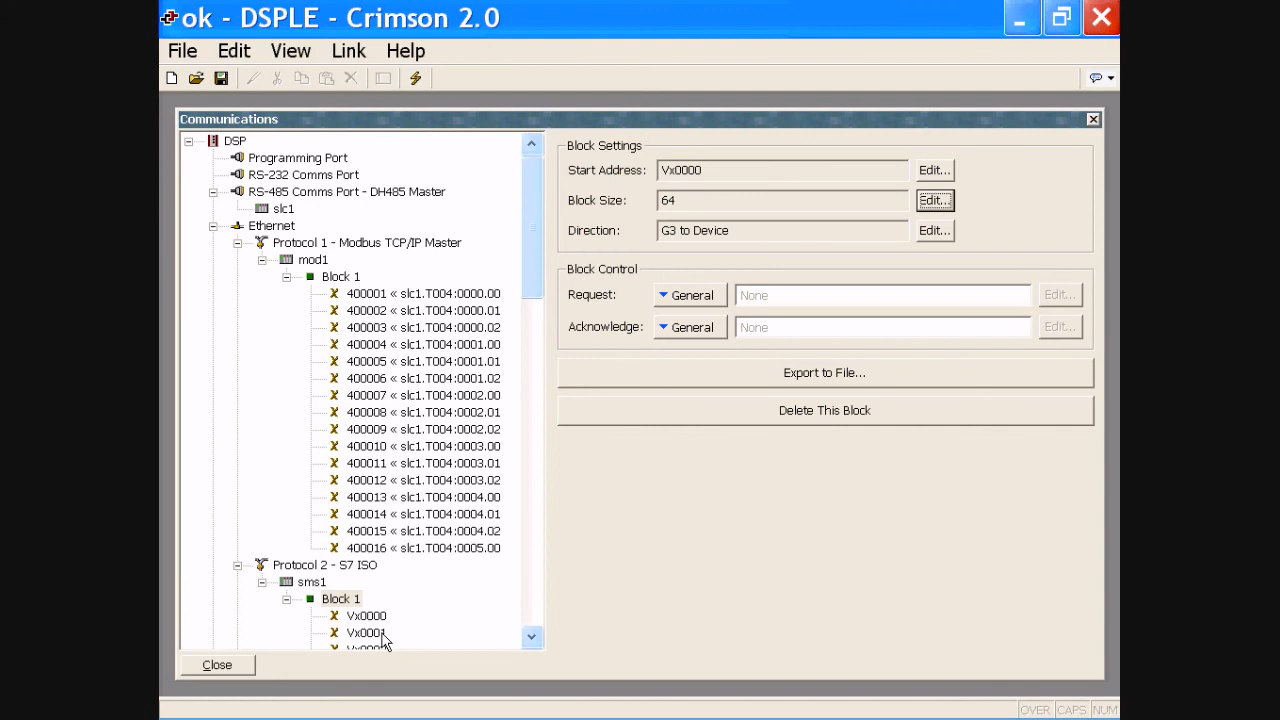 ok - DSPLE - Crimson 2.0
File Edit View Link Help
Communications
DSP
Programming Port
RS-232 Comms Port
RS-485 Comms Port - DH485 Master
slc1
Ethernet
Protocol 1 - Modbus TCP/IP Master
mod1
Block 1
400001 « slc1.T004:0000.00
400002 « slc1.T004:0000.01
400003 « slc1.T004:0000.02
400004 « slc1.T004:0001.00
400005 « slc1.T004:0001.01
400006 « slc1.T004:0001.02
400007 « slc1.T004:0002.00
400008 « slc1.T004:0002.01
400009 « slc1.T004:0002.02
400010 « slc1.T004:0003.00
400011 « slc1.T004:0003.01
400012 « slc1.T004:0003.02
400013 « slc1.T004:0004.00
400014 « slc1.T004:0004.01
400015 « slc1.T004:0004.02
400016 « slc1.T004:0005.00
Protocol 2 - S7 ISO
sms1
Block 1
Vx0000
Vx0001
Close
Block Settings
Start Address: Vx0000 Edit...
Block Size: 64 Edit...
Direction: G3 to Device Edit...
Block Control
Request: General None Edit...
Acknowledge: General None Edit...
Export to File...
Delete This Block
OVER CAPS NUM